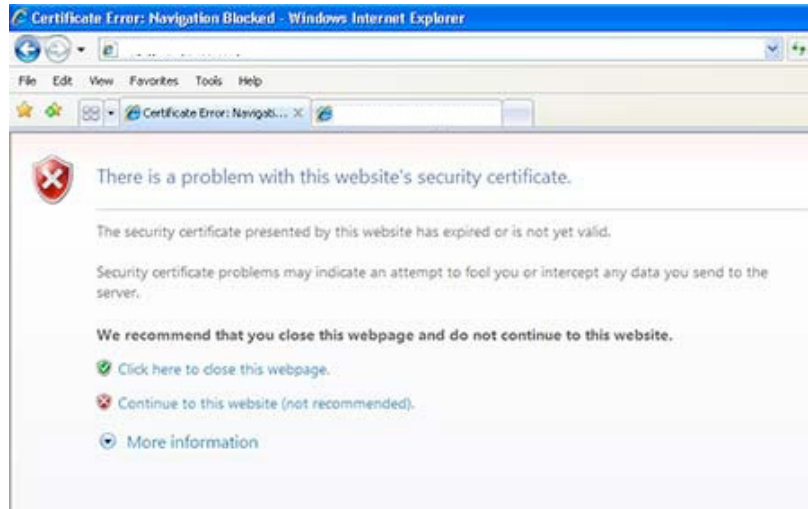 Certificate Error: Navigation Blocked - Windows Internet Explorer
File Edit View Favorites Tools Help
Certificate Error: Navigati...
There is a problem with this website's security certificate.
The security certificate presented by this website has expired or is not yet valid.
Security certificate problems may indicate an attempt to fool you or intercept any data you send to the
server.
We recommend that you close this webpage and do not continue to this website.
Click here to close this webpage.
Continue to this website (not recommended).
More information